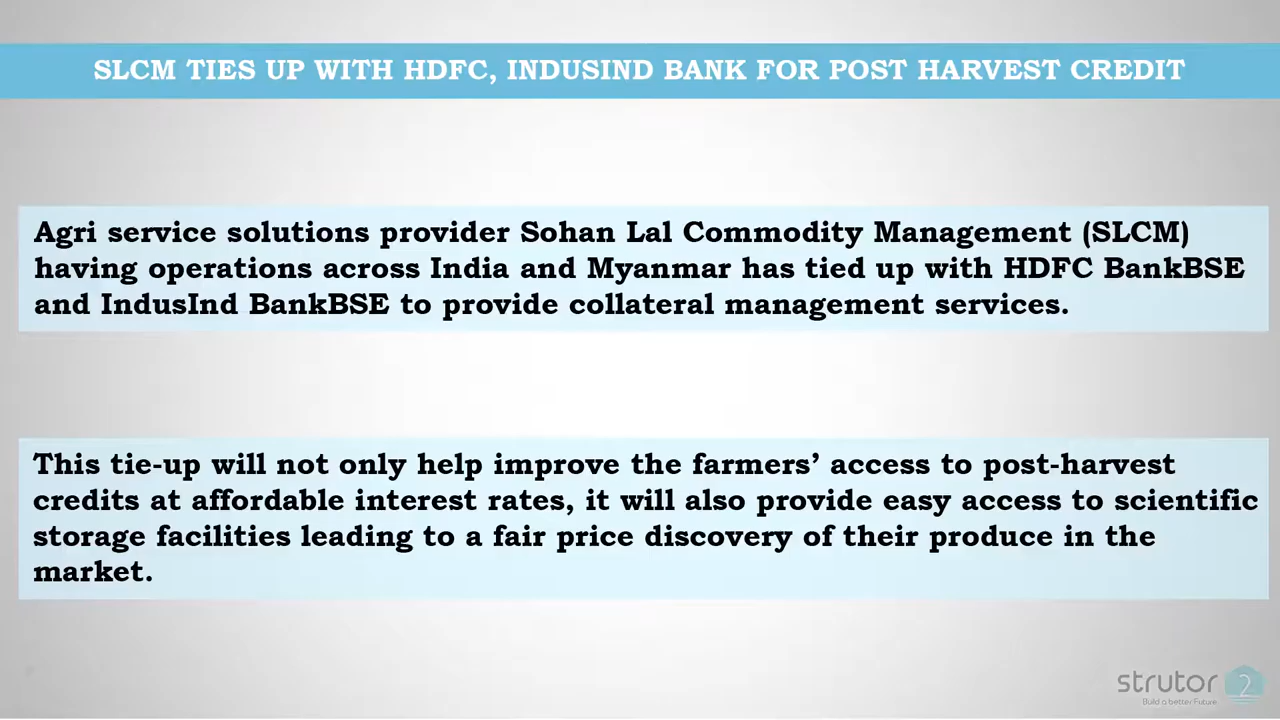 SLCM TIES UP WITH HDFC, INDUSIND BANK FOR POST HARVEST CREDIT
Agri service solutions provider Sohan Lal Commodity Management (SLCM)
having operations across India and Myanmar has tied up with HDFC BankBSE
and IndusInd BankBSE to provide collateral management services.
This tie-up will not only help improve the farmers’ access to post-harvest
credits at affordable interest rates, it will also provide easy access to scientific
storage facilities leading to a fair price discovery of their produce in the
market.
strutor 2
Build a better Future